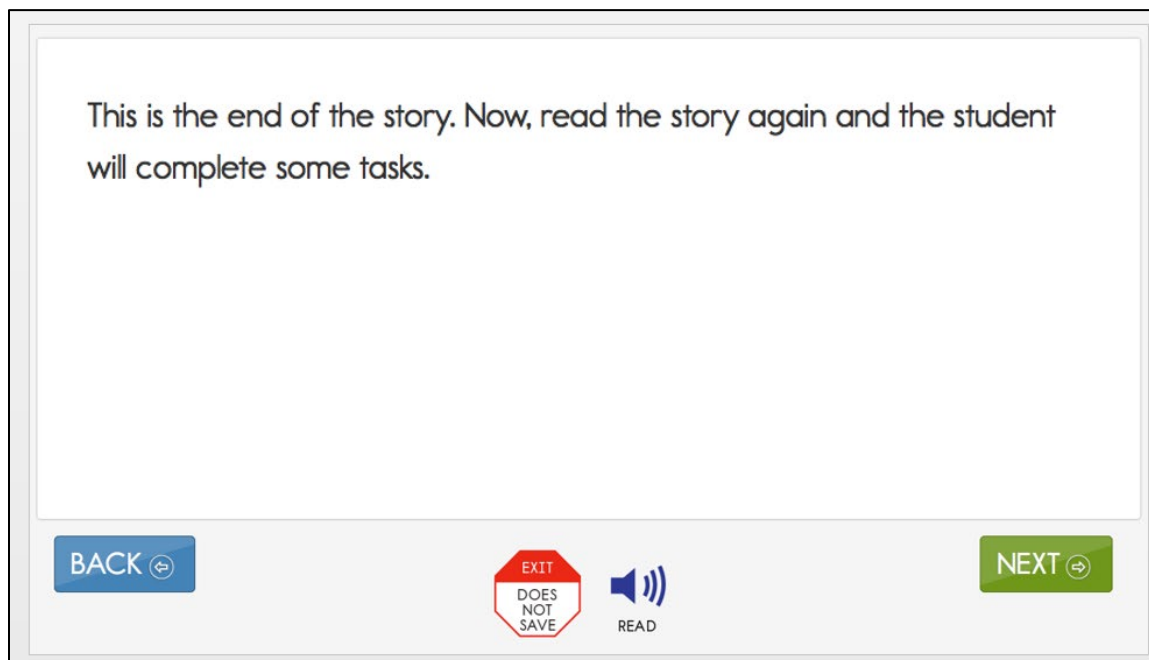 This is the end of the story. Now, read the story again and the student
will complete some tasks.
BACK
EXIT
DOES
NOT
SAVE
READ
NEXT